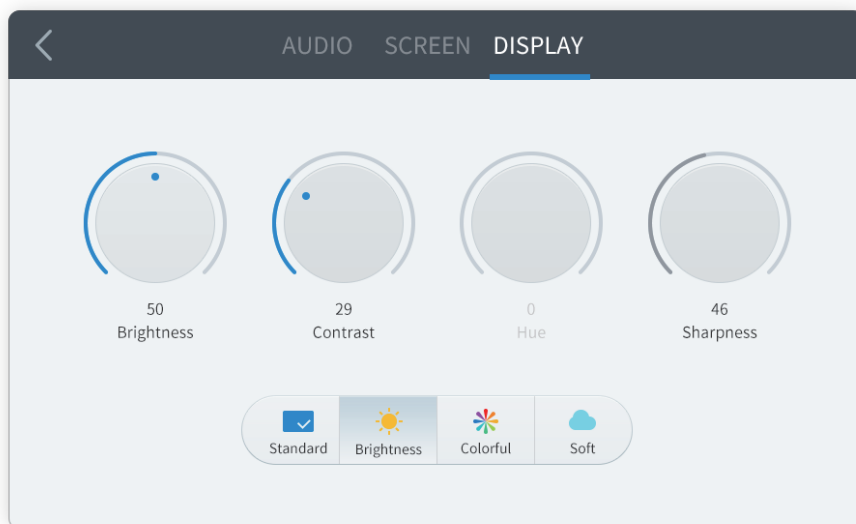 AUDIO SCREEN DISPLAY
50 29 0 46
Brightness Contrast Hue Sharpness
Standard Brightness Colorful Soft